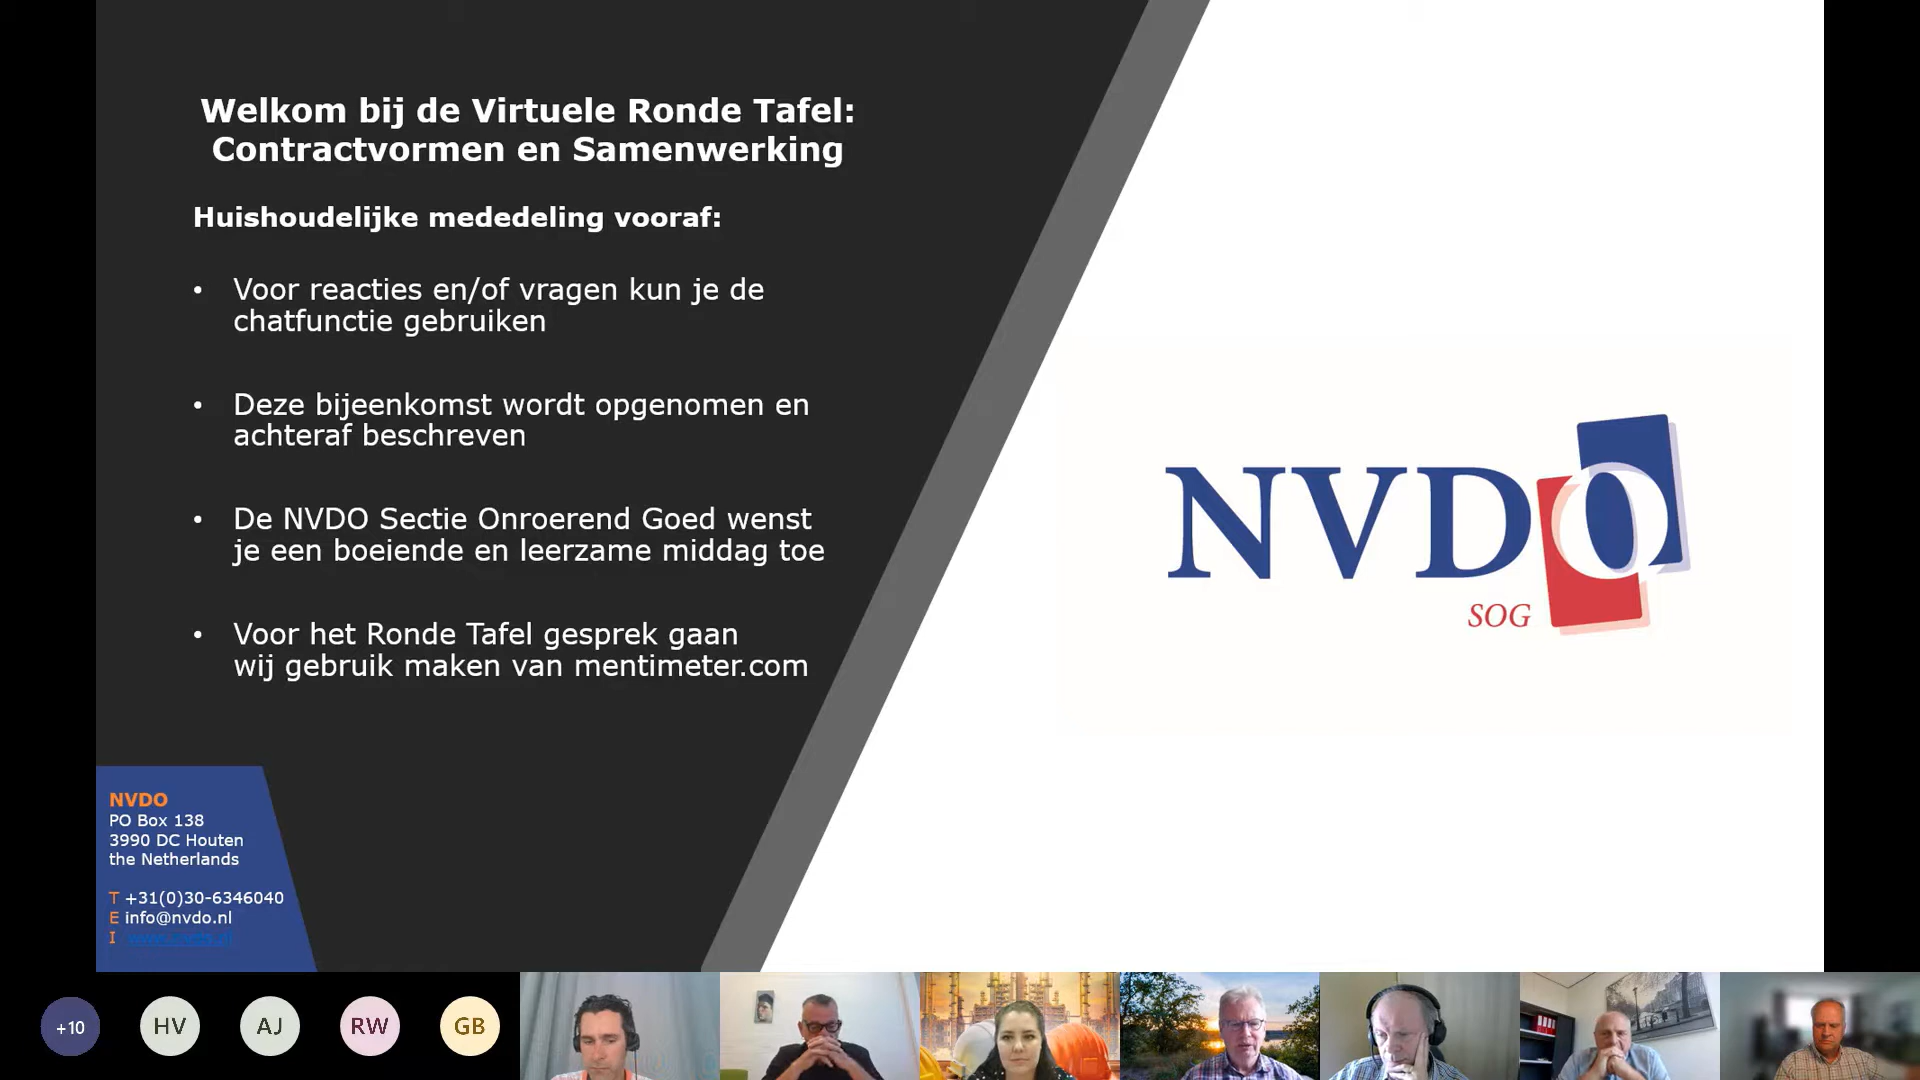 Welkom bij de Virtuele Ronde Tafel:
Contractvormen en Samenwerking
Huishoudelijke mededeling vooraf:
• Voor reacties en/of vragen kun je de
chatfunctie gebruiken
• Deze bijeenkomst wordt opgenomen en
achteraf beschreven
• De NVDO Sectie Onroerend Goed wenst
je een boeiende en leerzame middag toe
• Voor het Ronde Tafel gesprek gaan
wij gebruik maken van mentimeter.com
NVDO
SOG
NVDO
PO Box 138
3990 DC Houten
the Netherlands
T +31(0)30-6346040
E info@nvdo.nl
I
+10
HV
AJ
RW
GB